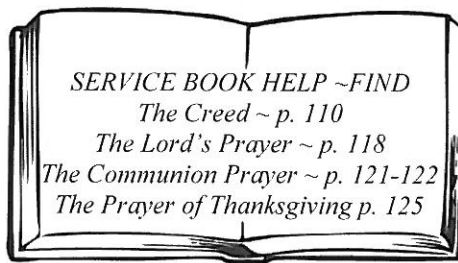 SERVICE BOOK HELP ~FIND
The Creed ~ p. 110
The Lord's Prayer ~ p. 118
The Communion Prayer ~ p. 121-122
The Prayer of Thanksgiving p. 125